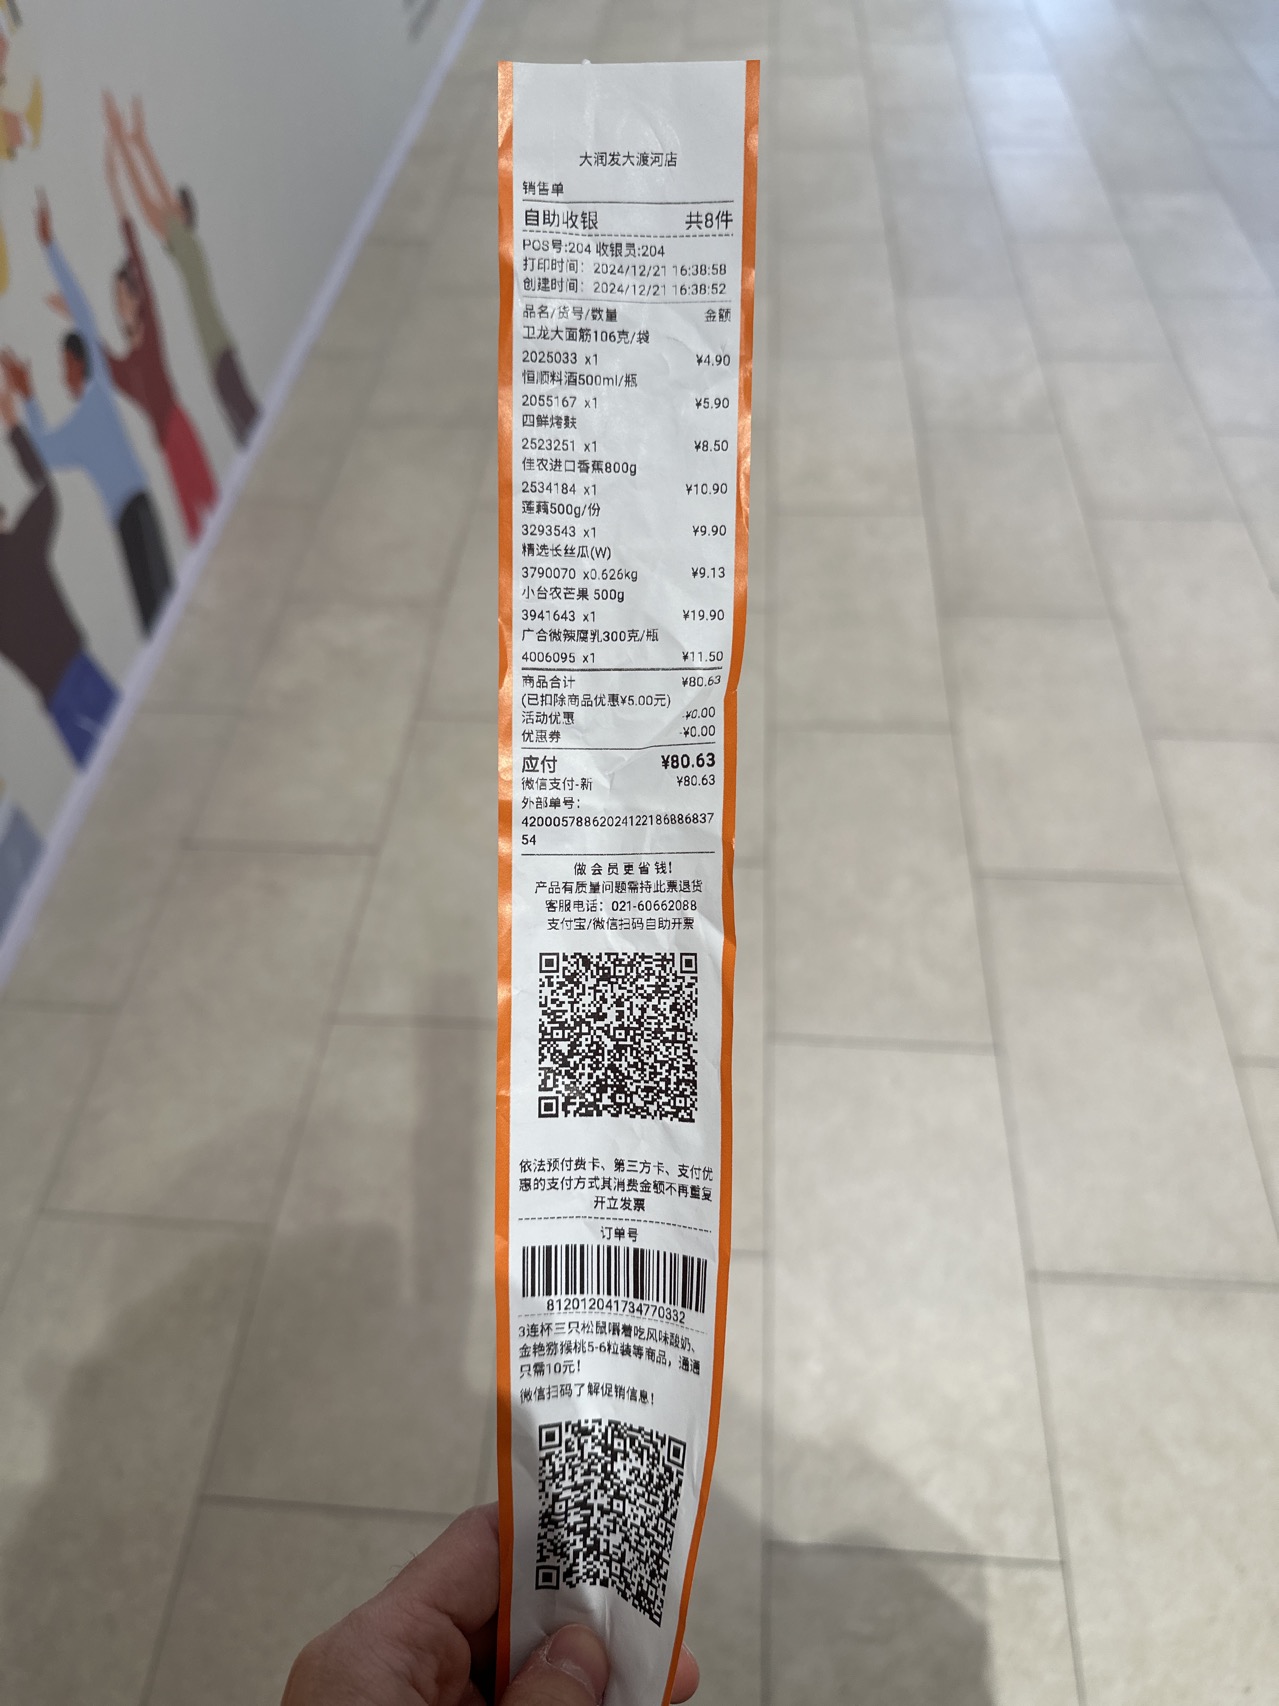 大润发大渡河店
销售单
自助收银 共8件
POS号:204 收银员:204
打印时间: 2024/12/21 16:38:58
创建时间: 2024/12/21 16:38:52
品名/货号/数量 金额
卫龙大面筋106克/袋
2025033 x1 ¥4.90
恒顺料酒500ml/瓶
2055167 x1 ¥5.90
四鲜烤麸
2523251 x1 ¥8.50
佳农进口香蕉800g
2534184 x1 ¥10.90
莲藕500g/份
3293543 x1 ¥9.90
精选长丝瓜(W)
3790070 x0.626kg ¥9.13
小台农芒果 500g
3941643 x1 ¥19.90
广合微辣腐乳300克/瓶
4006095 x1 ¥11.50
商品合计 ¥80.63
(已扣除商品优惠¥5.00元)
活动优惠 -¥0.00
优惠券 -¥0.00
应付 ¥80.63
微信支付-新 ¥80.63
外部单号:
42000578862024122186886837
54
做会员更省钱!
产品有质量问题需持此票退货
客服电话: 021-60662088
支付宝/微信扫码自助开票
依法预付费卡、第三方卡、支付优
惠的支付方式其消费金额不再重复
开立发票
订单号
812012041734770332
3连杯三只松鼠嚼着吃风味酸奶、
金艳猕猴桃5-6粒装等商品，通通
只需10元!
微信扫码了解促销信息!